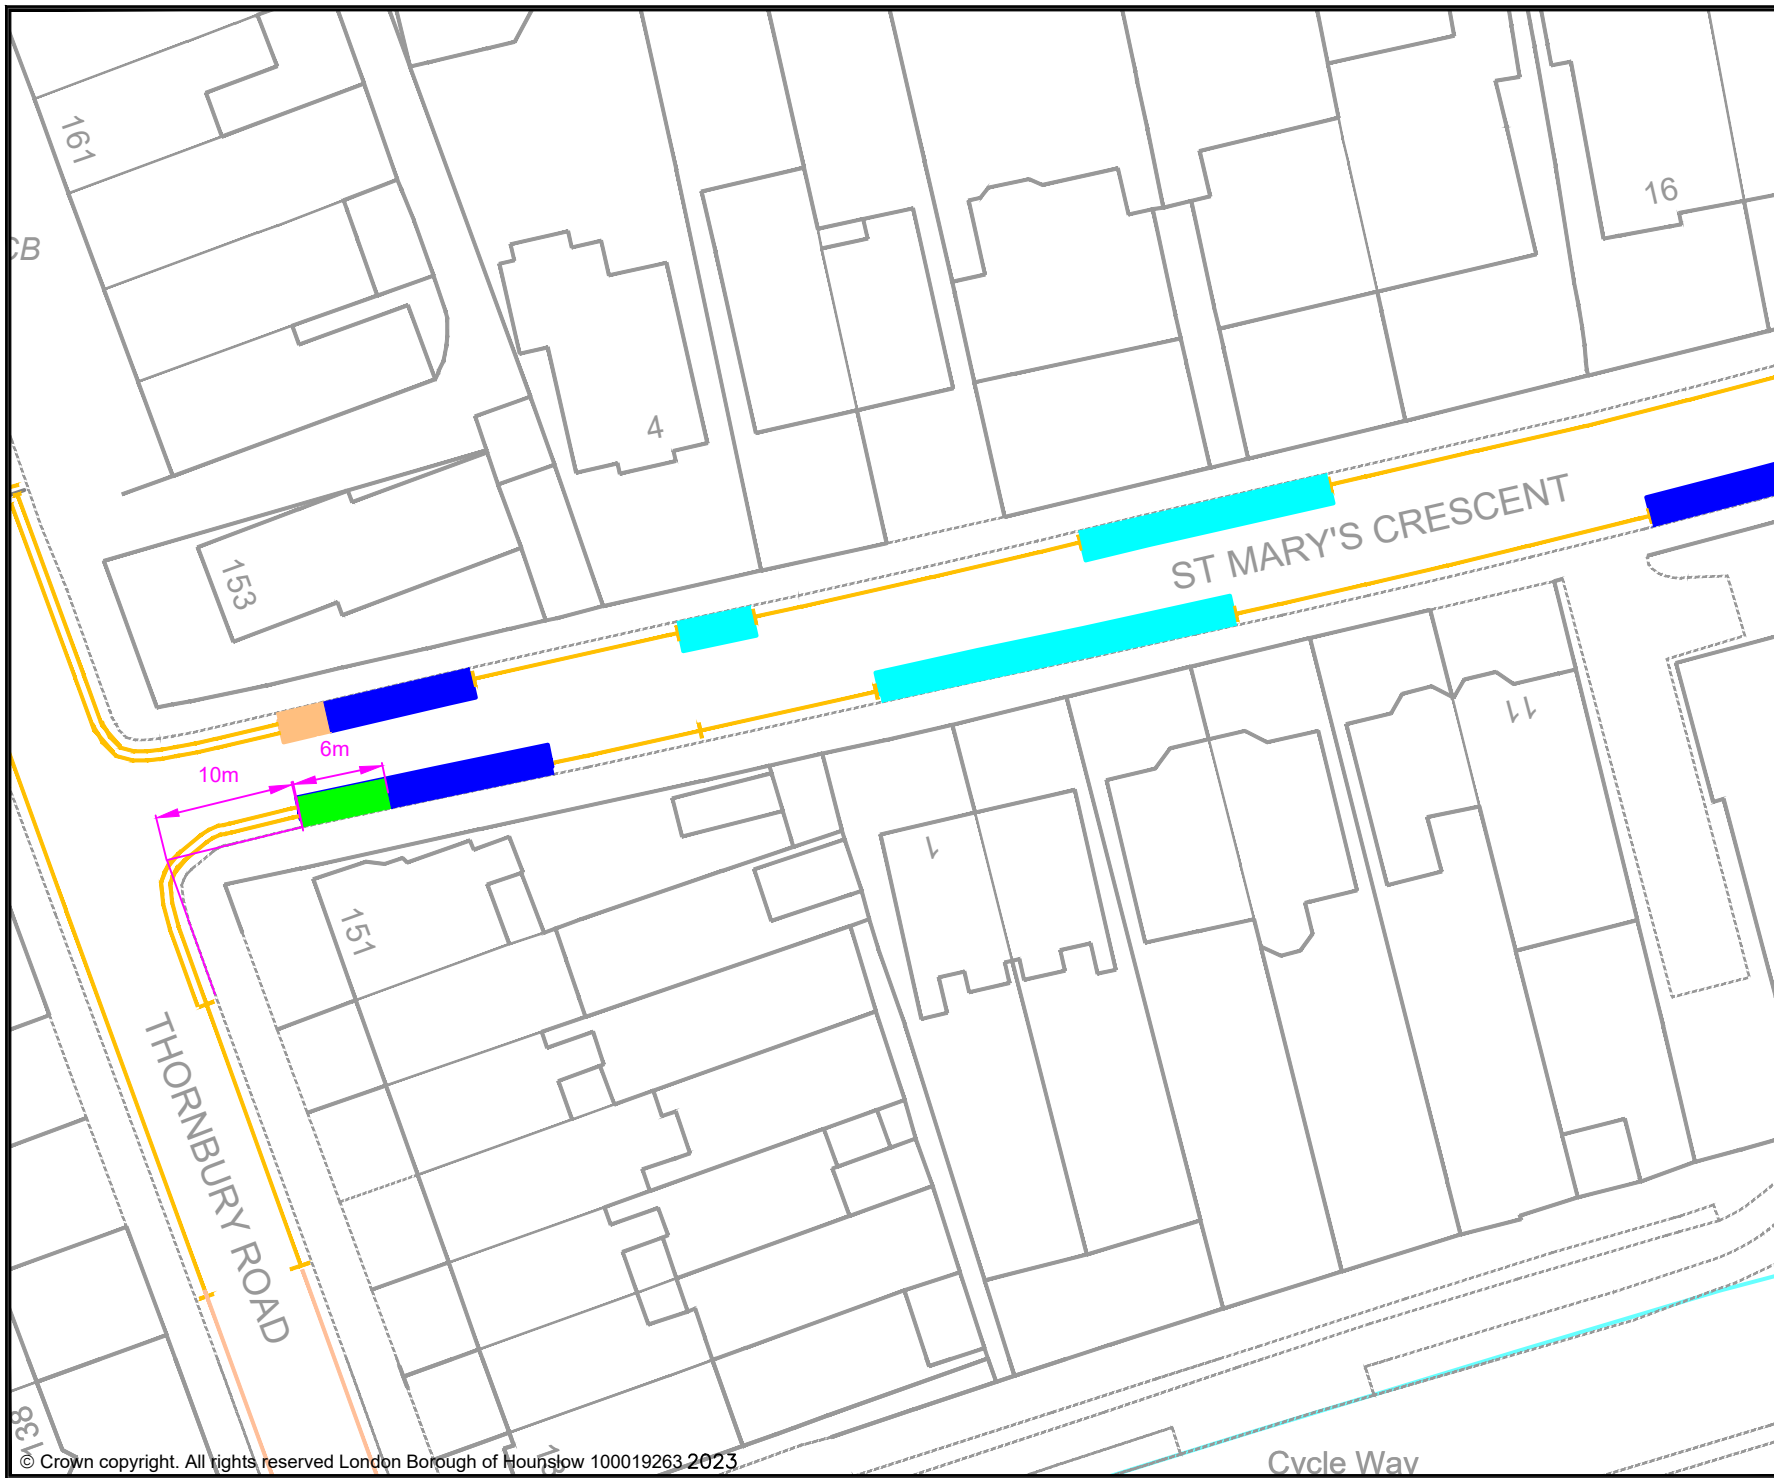 161
CB
16
4
153
ST MARY'S CRESCENT
6m
10m
11
1
151
THORNBURY ROAD
138
Cycle Way
© Crown copyright. All rights reserved London Borough of Hounslow 100019263 2023